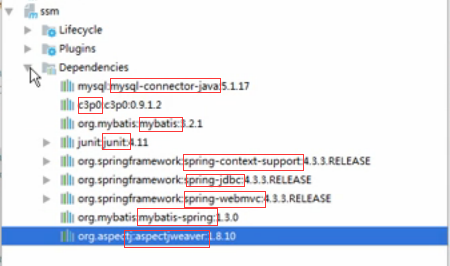 ssm
Lifecycle
Plugins
Dependencies
mysql:mysql-connector-java:5.1.17
c3p0:c3p0:0.9.1.2
org.mybatis:mybatis:3.2.1
junit:junit:4.11
org.springframework:spring-context-support:4.3.3.RELEASE
org.springframework:spring-jdbc:4.3.3.RELEASE
org.springframework:spring-webmvc:4.3.3.RELEASE
org.mybatis:mybatis-spring:1.3.0
org.aspectj:aspectjweaver:1.8.10